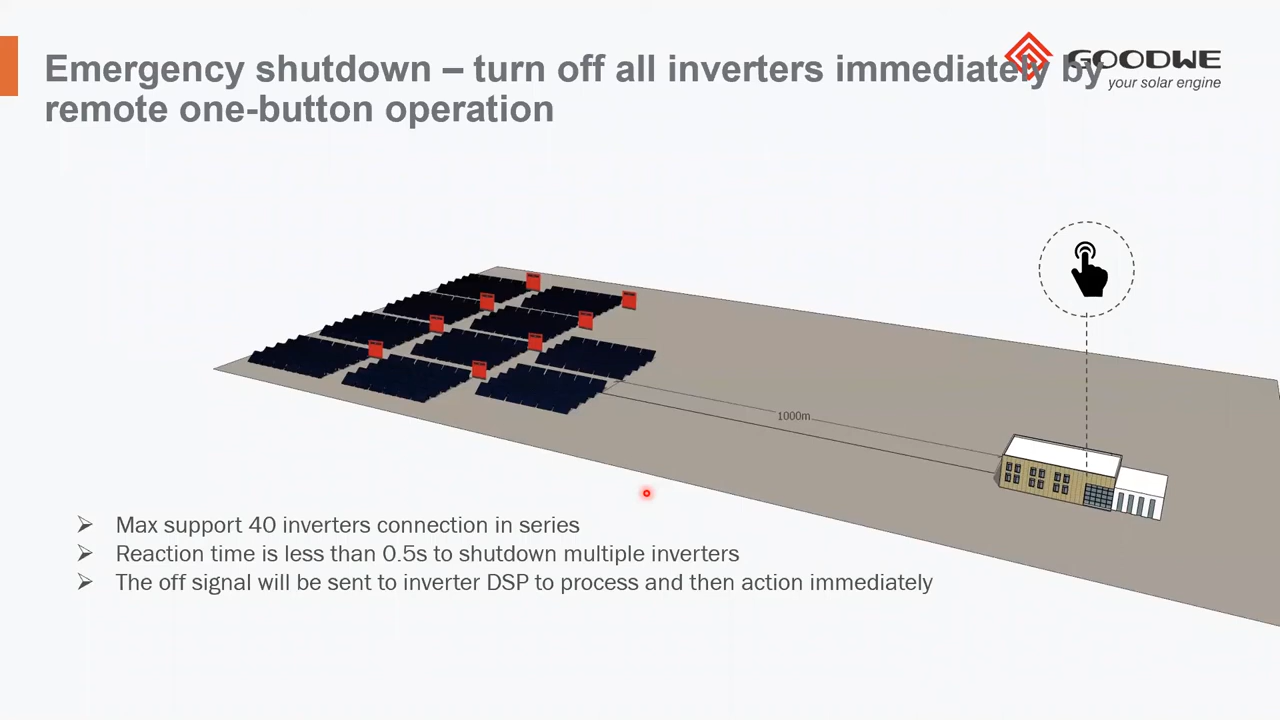 Emergency shutdown – turn off all inverters immediately by
remote one-button operation
GOODWE
your solar engine
1000m
Max support 40 inverters connection in series
Reaction time is less than 0.5s to shutdown multiple inverters
The off signal will be sent to inverter DSP to process and then action immediately